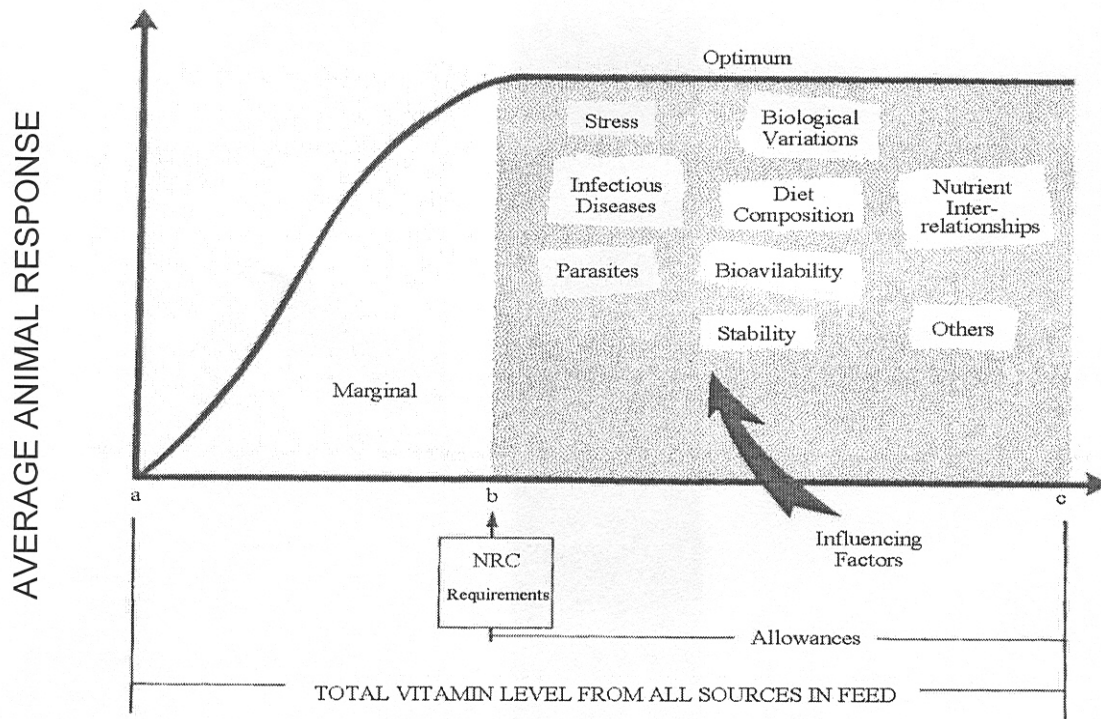 AVERAGE ANIMAL RESPONSE
Optimum
Stress
Biological
Variations
Infectious
Diseases
Diet
Composition
Nutrient
Inter-
relationships
Parasites
Bioavilability
Stability
Others
Marginal
a
b
c
Influencing
Factors
NRC
Requirements
Allowances
TOTAL VITAMIN LEVEL FROM ALL SOURCES IN FEED